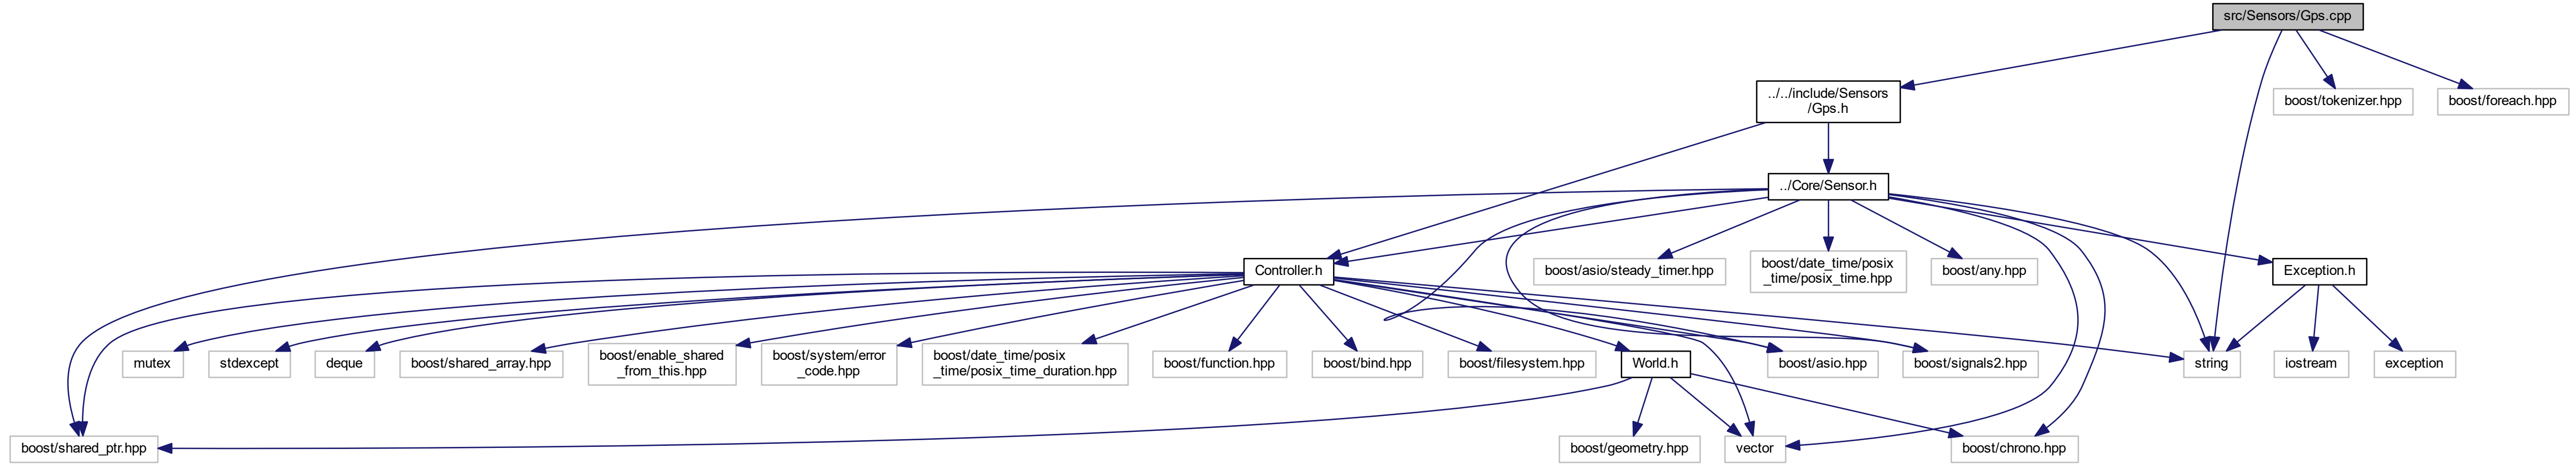 src/Sensors/Gps.cpp
../../include/Sensors
/Gps.h
boost/tokenizer.hpp
boost/foreach.hpp
../Core/Sensor.h
Controller.h
boost/asio/steady_timer.hpp
boost/date_time/posix
_time/posix_time.hpp
boost/any.hpp
Exception.h
mutex
stdexcept
deque
boost/shared_array.hpp
boost/enable_shared
_from_this.hpp
boost/system/error
_code.hpp
boost/date_time/posix
_time/posix_time_duration.hpp
boost/function.hpp
boost/bind.hpp
boost/filesystem.hpp
World.h
boost/asio.hpp
boost/signals2.hpp
string
iostream
exception
boost/shared_ptr.hpp
boost/geometry.hpp
vector
boost/chrono.hpp